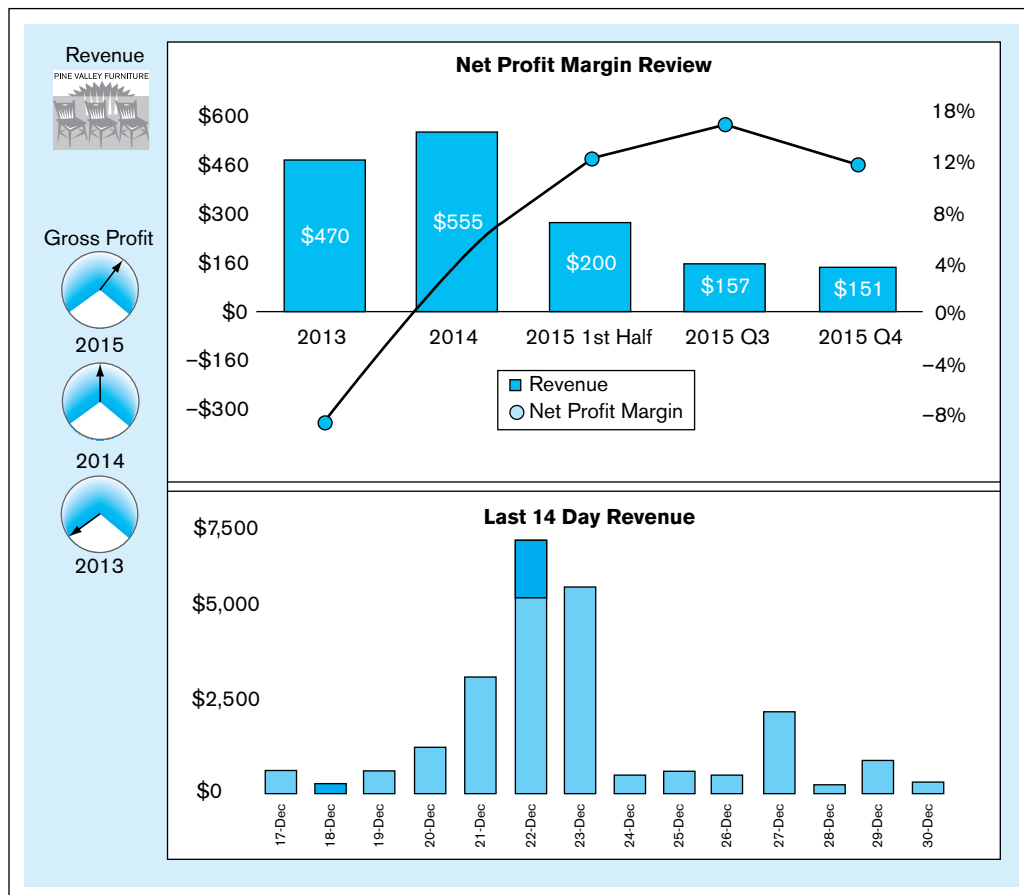 Revenue
PINE VALLEY FURNITURE
Gross Profit
2015
2014
2013
Net Profit Margin Review
$600
$460
$300
$160
$0
–$160
–$300
18%
12%
8%
4%
0%
–4%
–8%
$470
$555
$200
$157
$151
2013
2014
2015 1st Half
2015 Q3
2015 Q4
Revenue
Net Profit Margin
Last 14 Day Revenue
$7,500
$5,000
$2,500
$0
17-Dec
18-Dec
19-Dec
20-Dec
21-Dec
22-Dec
23-Dec
24-Dec
25-Dec
26-Dec
27-Dec
28-Dec
29-Dec
30-Dec